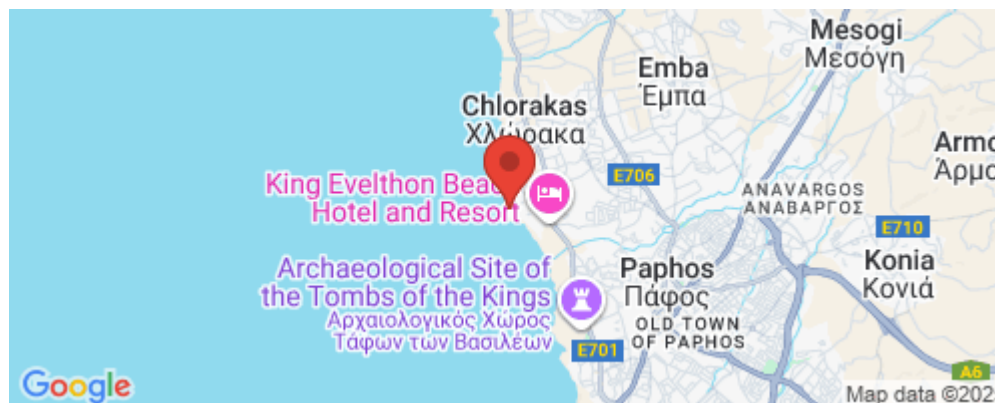 Mesogi
Μεσόγη
Emba
Έμπα
Chlorakas
Χλώρακα
Armo
Άρμο
King Evelthon Beach
Hotel and Resort
E706
ANAVARGOS
ΑΝΑΒΑΡΓΟΣ
E710
Archaeological Site of
the Tombs of the Kings
Αρχαιολογικός Χώρος
Τάφων των Βασιλέων
Paphos
Πάφος
Konia
Κονιά
OLD TOWN
OF PAPHOS
E701
A6
Google
Map data ©202